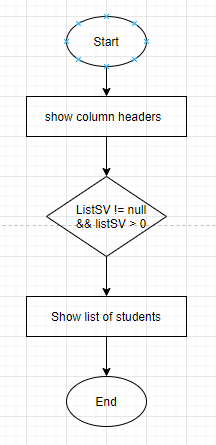 Start
show column headers
ListSV != null
&& listSV > 0
Show list of students
End